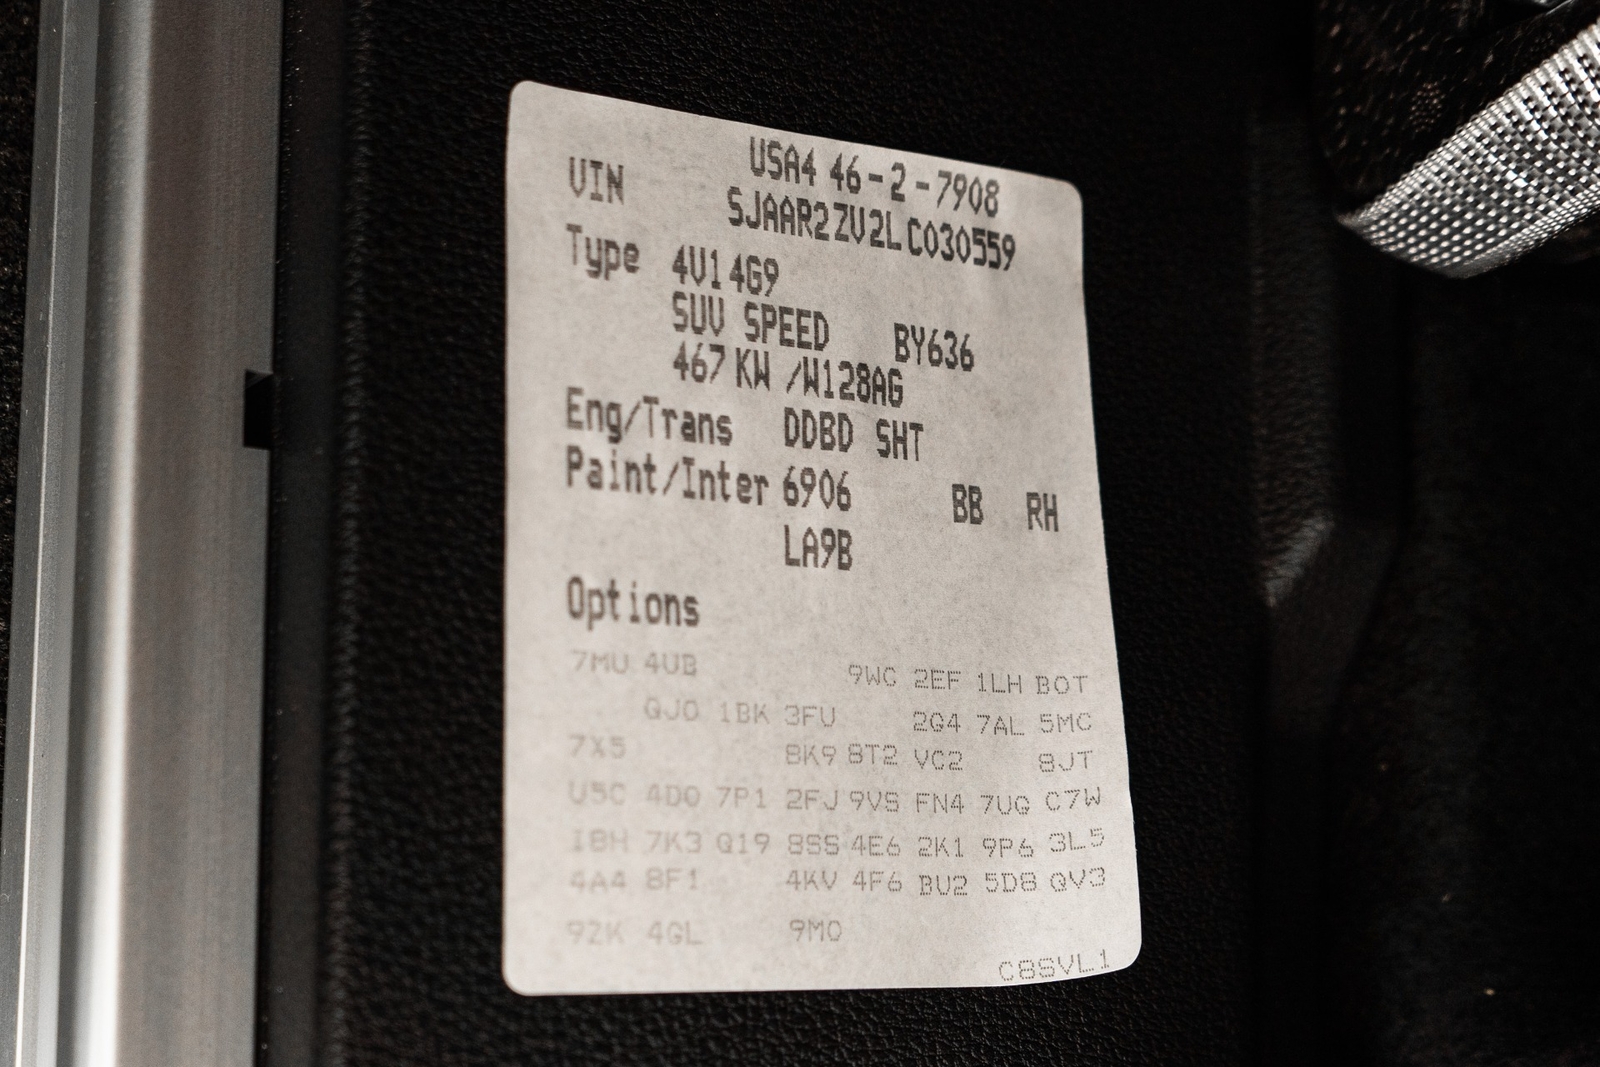 USA4 46-2-7908
VIN SJAAR2ZV2LC030559
Type 4V14G9
SUV SPEED BY636
467 KW /W128AG
Eng/Trans DDBD SHT
Paint/Inter 6906 BB RH
LA9B
Options
7MU 4UB 9WC 2EF 1LH BOT
QJ0 1BK 3FU 2G4 7AL 5MC
7X5 8K9 8T2 VC2 8JT
U5C 4D0 7P1 2FJ 9VS FN4 7UG C7W
I8H 7K3 Q19 8SS 4E6 2K1 9P6 3L5
4A4 8F1 4KV 4F6 BU2 5D8 QV3
9ZK 4GL 9M0
C8SVL1